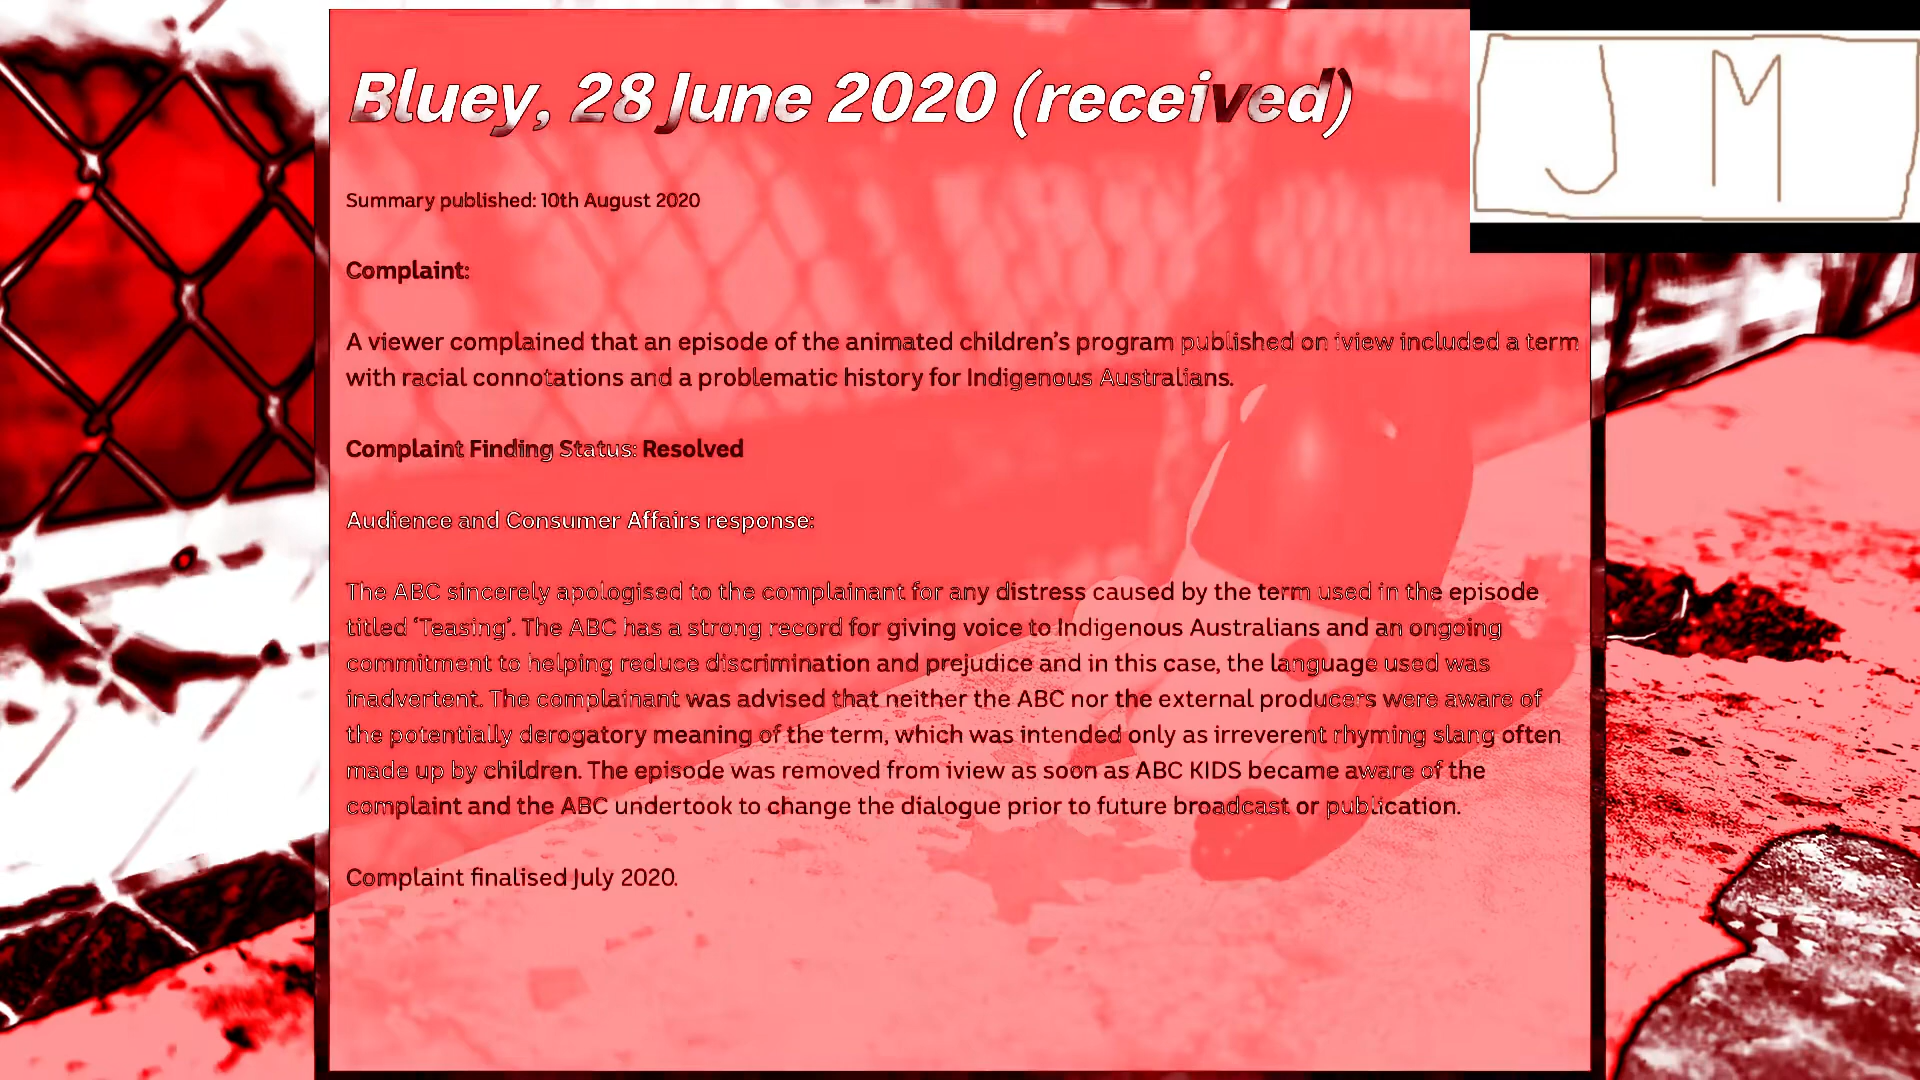 Bluey, 28 June 2020 (received)
J M
Summary published: 10th August 2020
Complaint:
A viewer complained that an episode of the animated children’s program published on iview included a term
with racial connotations and a problematic history for Indigenous Australians.
Complaint Finding Status: Resolved
Audience and Consumer Affairs response:
The ABC sincerely apologised to the complainant for any distress caused by the term used in the episode
titled ‘Teasing’. The ABC has a strong record for giving voice to Indigenous Australians and an ongoing
commitment to helping reduce discrimination and prejudice and in this case, the language used was
inadvertent. The complainant was advised that neither the ABC nor the external producers were aware of
the potentially derogatory meaning of the term, which was intended only as irreverent rhyming slang often
made up by children. The episode was removed from iview as soon as ABC KIDS became aware of the
complaint and the ABC undertook to change the dialogue prior to future broadcast or publication.
Complaint finalised July 2020.